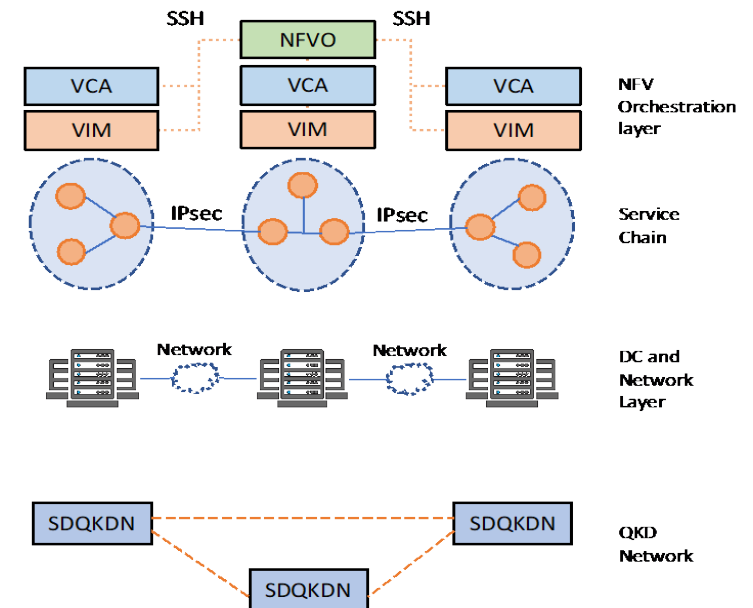 SSH
SSH
NFVO
VCA
VCA
VCA
NFV
Orchestration
layer
VIM
VIM
VIM
IPsec
IPsec
Service
Chain
Network
Network
DC and
Network
Layer
SDQKDN
SDQKDN
QKD
Network
SDQKDN